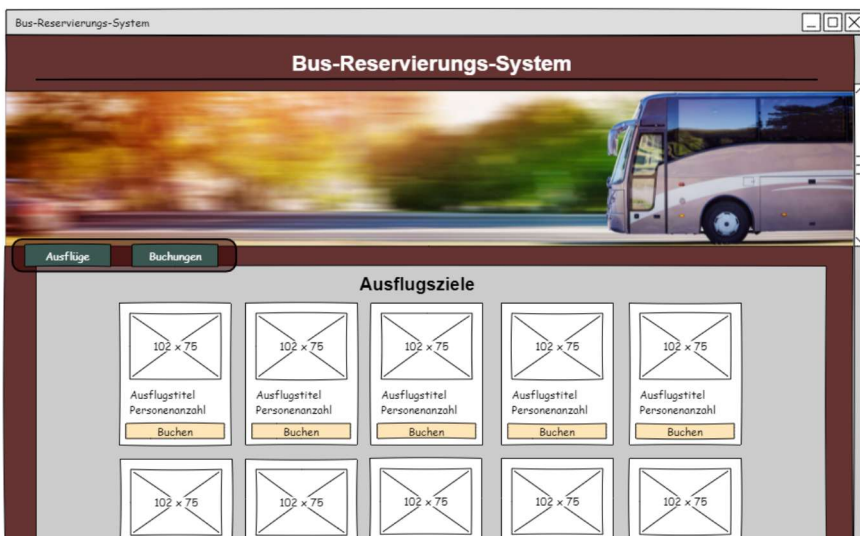 Bus-Reservierungs-System
Bus-Reservierungs-System
Ausflüge Buchungen
Ausflugsziele
102 x 75 102 x 75 102 x 75 102 x 75 102 x 75
Ausflugstitel Ausflugstitel Ausflugstitel Ausflugstitel Ausflugstitel
Personenanzahl Personenanzahl Personenanzahl Personenanzahl Personenanzahl
Buchen Buchen Buchen Buchen Buchen
102 x 75 102 x 75 102 x 75 102 x 75 102 x 75